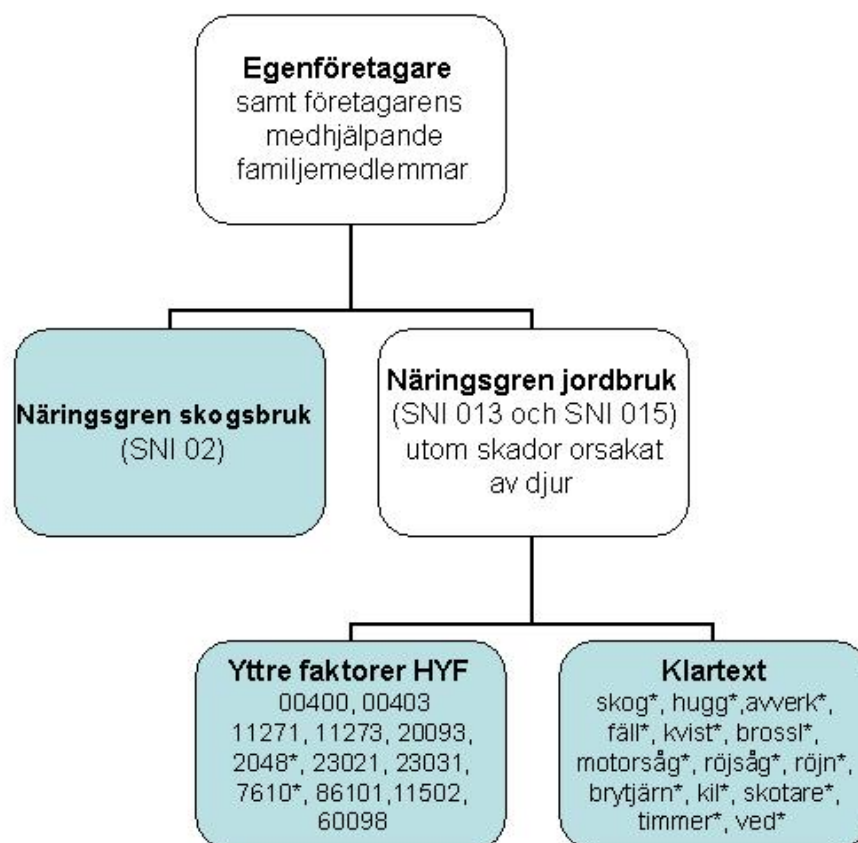 Egenföretagare
samt företagarens
medhjälpande
familjemedlemmar
Näringsgren skogsbruk
(SNI 02)
Näringsgren jordbruk
(SNI 013 och SNI 015)
utom skador orsakat
av djur
Yttre faktorer HYF
00400, 00403
11271, 11273, 20093,
2048*, 23021, 23031,
7610*, 86101,11502,
60098
Klartext
skog*, hugg*,avverk*,
fäll*, kvist*, brossl*,
motorsåg*, röjsåg*, röjn*,
brytjärn*, kil*, skotare*,
timmer*, ved*